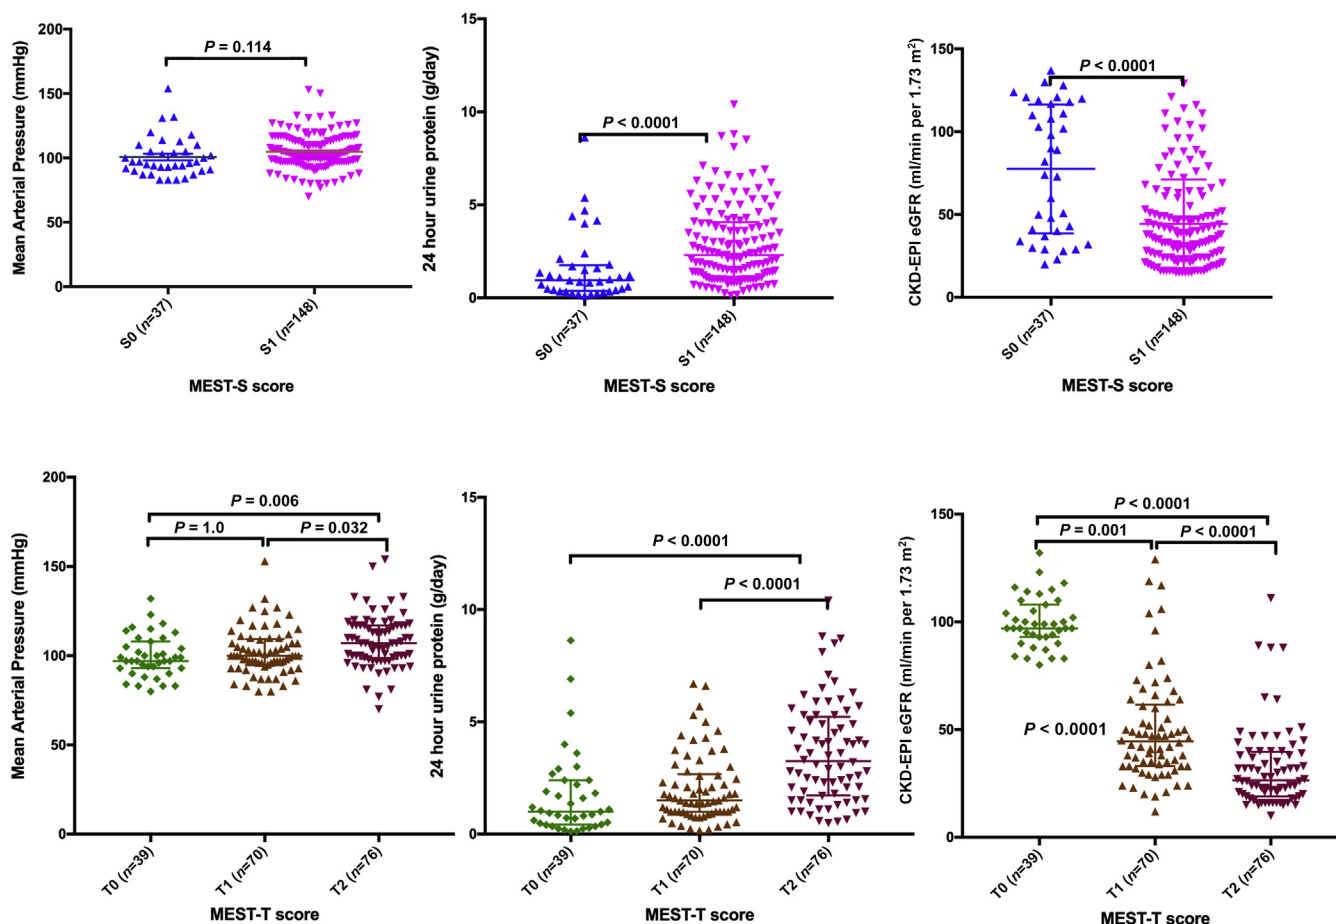 Mean Arterial Pressure (mmHg)
200
150
100
50
0
P = 0.114
S0 (n=37)
S1 (n=148)
MEST-S score
24 hour urine protein (g/day)
15
10
5
0
P < 0.0001
S0 (n=37)
S1 (n=148)
MEST-S score
CKD-EPI eGFR (ml/min per 1.73 m²)
150
100
50
0
P < 0.0001
S0 (n=37)
S1 (n=148)
MEST-S score
Mean Arterial Pressure (mmHg)
200
150
100
50
0
P = 0.006
P = 1.0
P = 0.032
T0 (n=39)
T1 (n=70)
T2 (n=76)
MEST-T score
24 hour urine protein (g/day)
15
10
5
0
P < 0.0001
P < 0.0001
T0 (n=39)
T1 (n=70)
T2 (n=76)
MEST-T score
CKD-EPI eGFR (ml/min per 1.73 m²)
150
100
50
0
P < 0.0001
P = 0.001
P < 0.0001
P < 0.0001
T0 (n=39)
T1 (n=70)
T2 (n=76)
MEST-T score